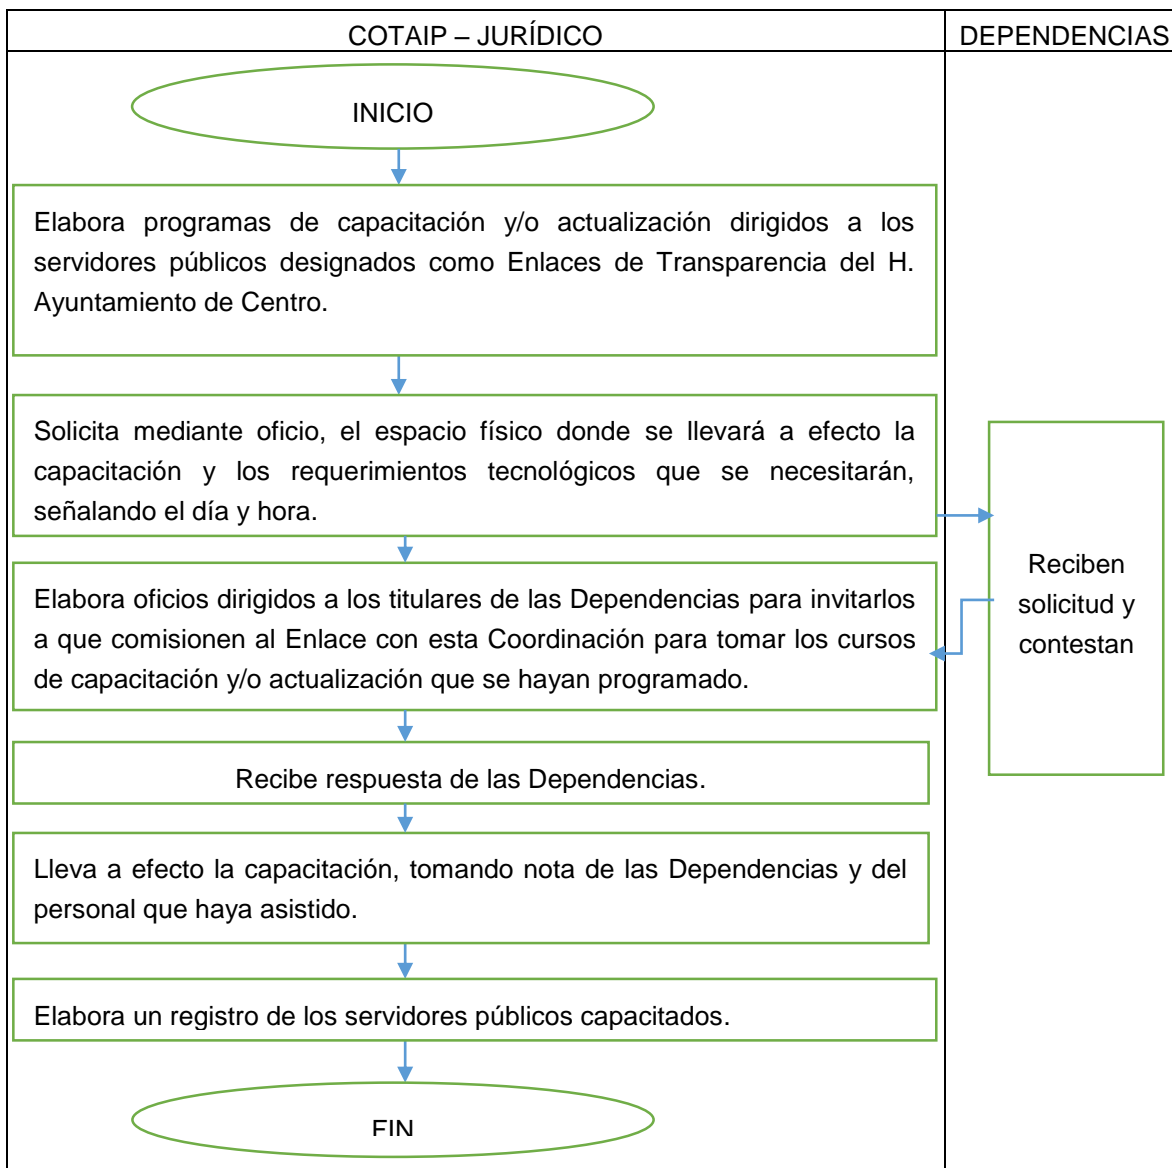 COTAIP – JURÍDICO
DEPENDENCIAS
INICIO
Elabora programas de capacitación y/o actualización dirigidos a los
servidores públicos designados como Enlaces de Transparencia del H.
Ayuntamiento de Centro.
Solicita mediante oficio, el espacio físico donde se llevará a efecto la
capacitación y los requerimientos tecnológicos que se necesitarán,
señalando el día y hora.
Reciben
solicitud y
contestan
Elabora oficios dirigidos a los titulares de las Dependencias para invitarlos
a que comisionen al Enlace con esta Coordinación para tomar los cursos
de capacitación y/o actualización que se hayan programado.
Recibe respuesta de las Dependencias.
Lleva a efecto la capacitación, tomando nota de las Dependencias y del
personal que haya asistido.
Elabora un registro de los servidores públicos capacitados.
FIN